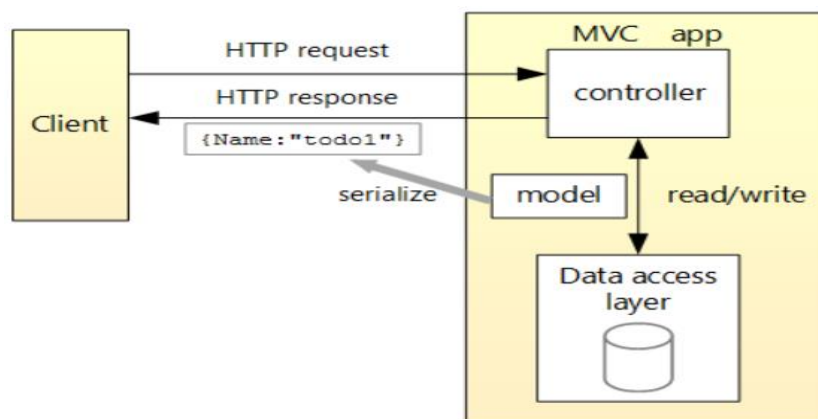 MVC app
HTTP request
controller
HTTP response
Client
{Name:"todo1"}
serialize
model
read/write
Data access
layer